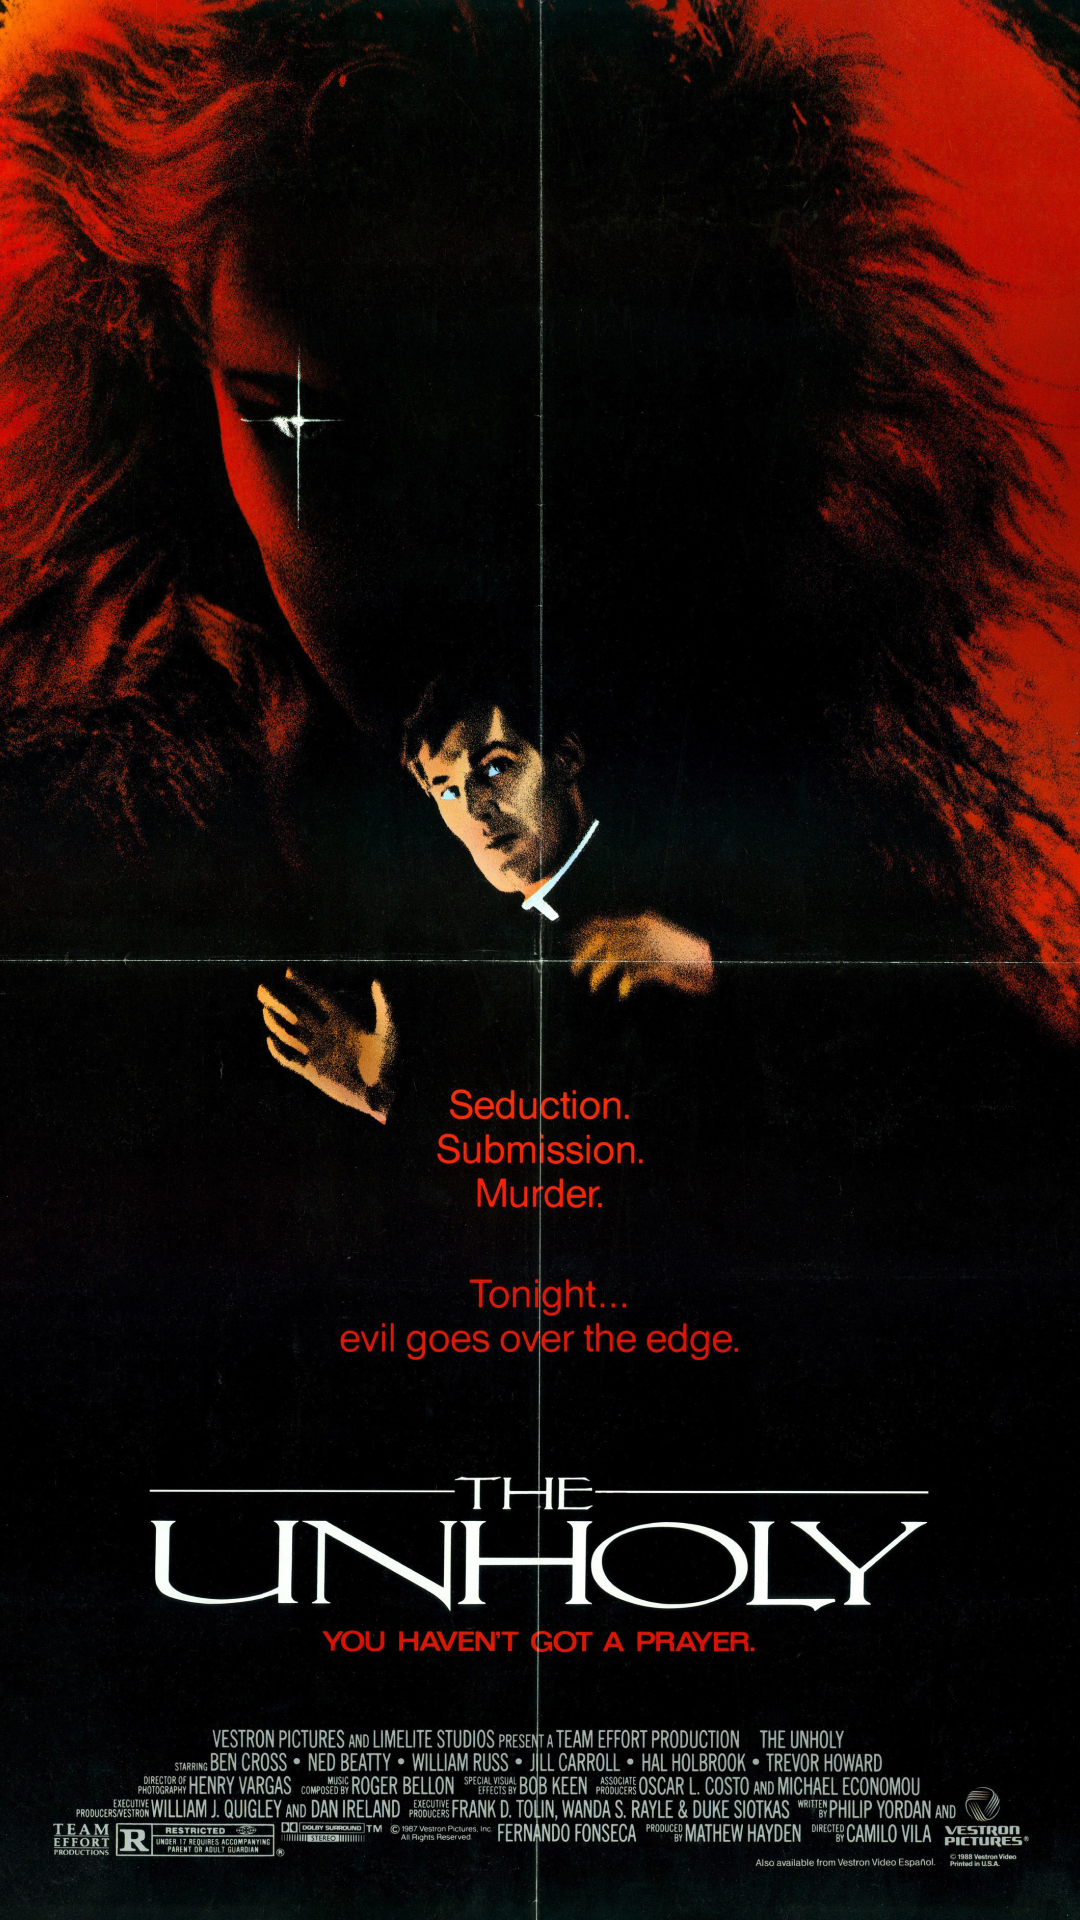 Seduction.
Submission.
Murder.
Tonight...
evil goes over the edge.
THE
UNHOLY
YOU HAVEN'T GOT A PRAYER.
VESTRON PICTURES AND LIMELITE STUDIOS PRESENT A TEAM EFFORT PRODUCTION THE UNHOLY
STARRING BEN CROSS • NED BEATTY • WILLIAM RUSS • JILL CARROLL • HAL HOLBROOK • TREVOR HOWARD
DIRECTOR OF PHOTOGRAPHY HENRY VARGAS MUSIC COMPOSED BY ROGER BELLON SPECIAL VISUAL EFFECTS BY BOB KEEN ASSOCIATE PRODUCERS OSCAR L. COSTO AND MICHAEL ECONOMOU
EXECUTIVE PRODUCERS/VESTRON WILLIAM J. QUIGLEY AND DAN IRELAND EXECUTIVE PRODUCERS FRANK D. TOLIN, WANDA S. RAYLE & DUKE SIOTKAS WRITTEN BY PHILIP YORDAN AND
FERNANDO FONSECA PRODUCED BY MATHEW HAYDEN DIRECTED BY CAMILO VILA
TEAM
EFFORT
PRODUCTIONS
R RESTRICTED
UNDER 17 REQUIRES ACCOMPANYING
PARENT OR ADULT GUARDIAN
®
DOLBY SURROUND TM
STEREO
© 1987 Vestron Pictures, Inc
All Rights Reserved.
VESTRON
PICTURES®
© 1988 Vestron Video
Printed in U.S.A.
Also available from Vestron Video Español.